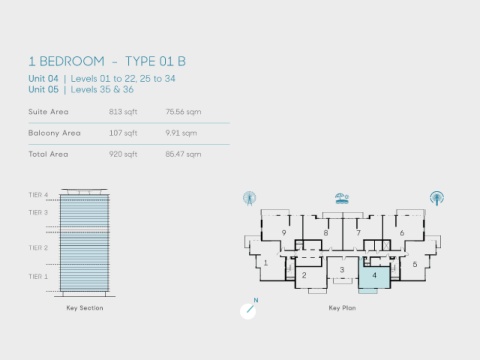 1 BEDROOM - TYPE 01 B
Unit 04 | Levels 01 to 22, 25 to 34
Unit 05 | Levels 35 & 36
Suite Area 813 sqft 75.56 sqm
Balcony Area 107 sqft 9.91 sqm
Total Area 920 sqft 85.47 sqm
TIER 4
TIER 3
TIER 2
TIER 1
Key Section
9 8 7 6
1 2 3 4 5
N
Key Plan